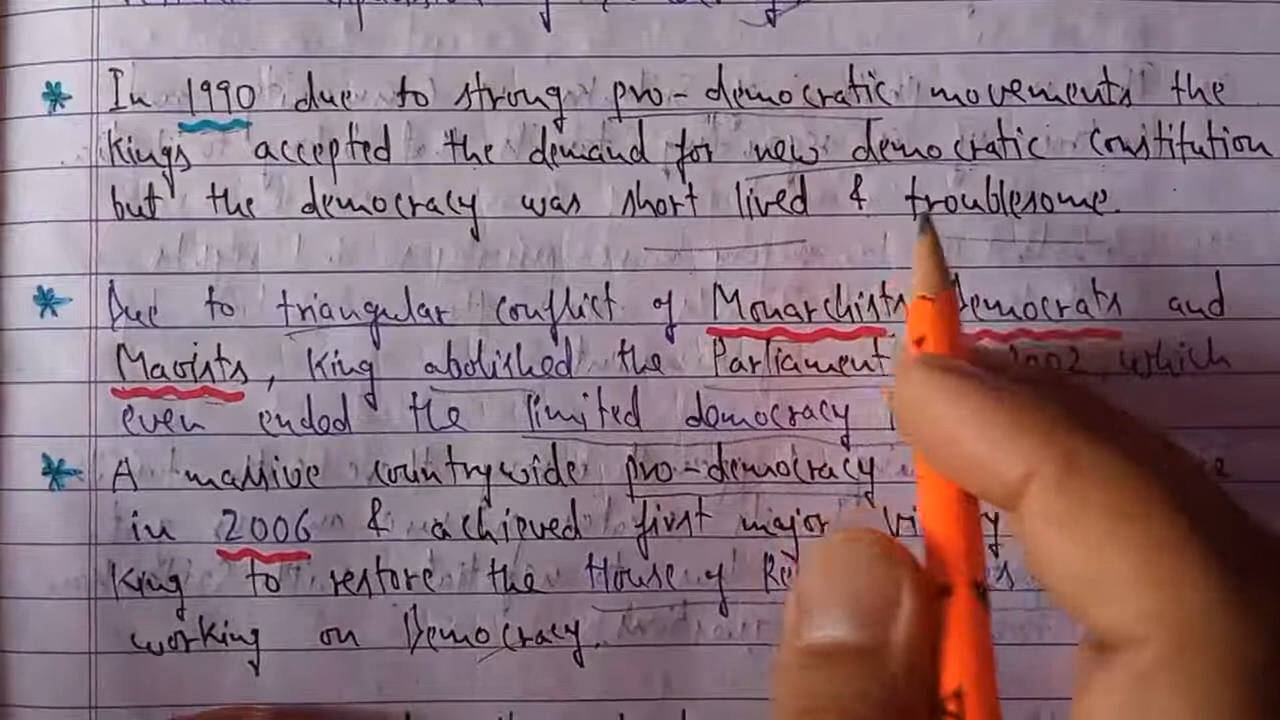 * In 1990 due to strong pro-democratic movements the
Kings accepted the demand for new democratic constitution
but the democracy was short lived & troublesome.
* Due to triangular conflict of Monarchists Democrats and
Maoists, King abolished the Parliament 2002 which
even ended the limited democracy
* A massive countrywide pro-democracy
in 2006 & achieved first major
King to restore the House of
working on Democracy.